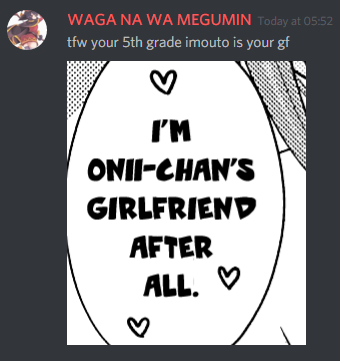 WAGA NA WA MEGUMIN Today at 05:52
tfw your 5th grade imouto is your gf
I'M
ONII-CHAN'S
GIRLFRIEND
AFTER
ALL.